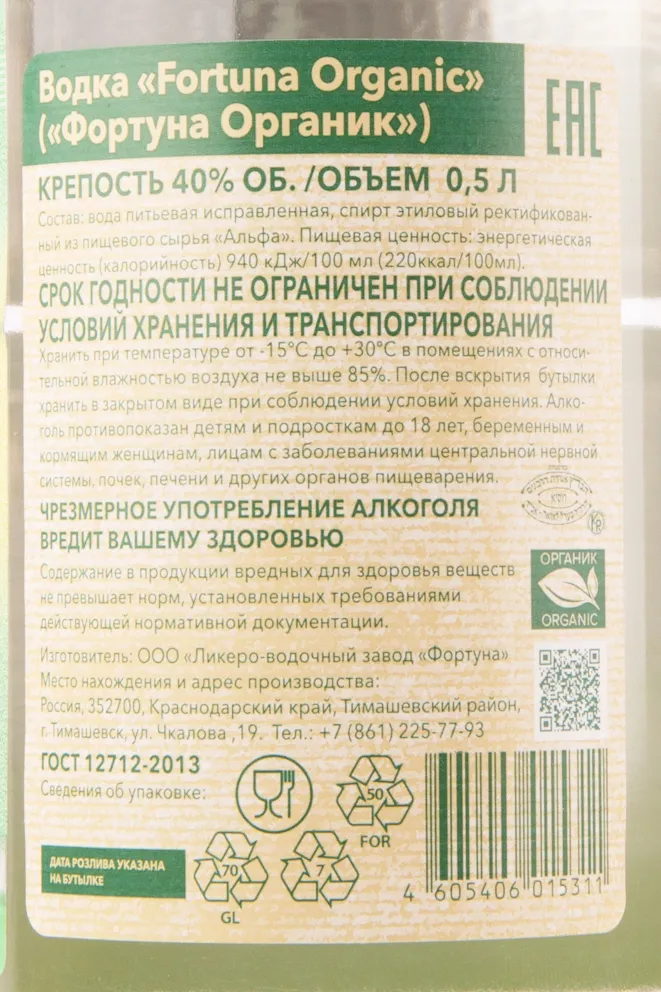 Водка «Fortuna Organic»
(«Фортуна Органик»)
EAC
КРЕПОСТЬ 40% ОБ. /ОБЪЕМ 0,5 Л
Состав: вода питьевая исправленная, спирт этиловый ректификован-
ный из пищевого сырья «Альфа». Пищевая ценность: энергетическая
ценность (калорийность) 940 кДж/100 мл (220ккал/100мл).
СРОК ГОДНОСТИ НЕ ОГРАНИЧЕН ПРИ СОБЛЮДЕНИИ
УСЛОВИЙ ХРАНЕНИЯ И ТРАНСПОРТИРОВАНИЯ
Хранить при температуре от -15°С до +30°С в помещениях с относи-
тельной влажностью воздуха не выше 85%. После вскрытия бутылки
хранить в закрытом виде при соблюдении условий хранения. Алко-
голь противопоказан детям и подросткам до 18 лет, беременным и
кормящим женщинам, лицам с заболеваниями центральной нервной
системы, почек, печени и других органов пищеварения.
ЧРЕЗМЕРНОЕ УПОТРЕБЛЕНИЕ АЛКОГОЛЯ
ВРЕДИТ ВАШЕМУ ЗДОРОВЬЮ
Содержание в продукции вредных для здоровья веществ
не превышает норм, установленных требованиями
действующей нормативной документации.
ОРГАНИК
ORGANIC
Изготовитель: ООО «Ликеро-водочный завод «Фортуна»
Место нахождения и адрес производства:
Россия, 352700, Краснодарский край, Тимашевский район,
г. Тимашевск, ул. Чкалова ,19. Тел.: +7 (861) 225-77-93
ГОСТ 12712-2013
Сведения об упаковке:
50
FOR
70
GL
7
ДАТА РОЗЛИВА УКАЗАНА
НА БУТЫЛКЕ
4 605406 015311